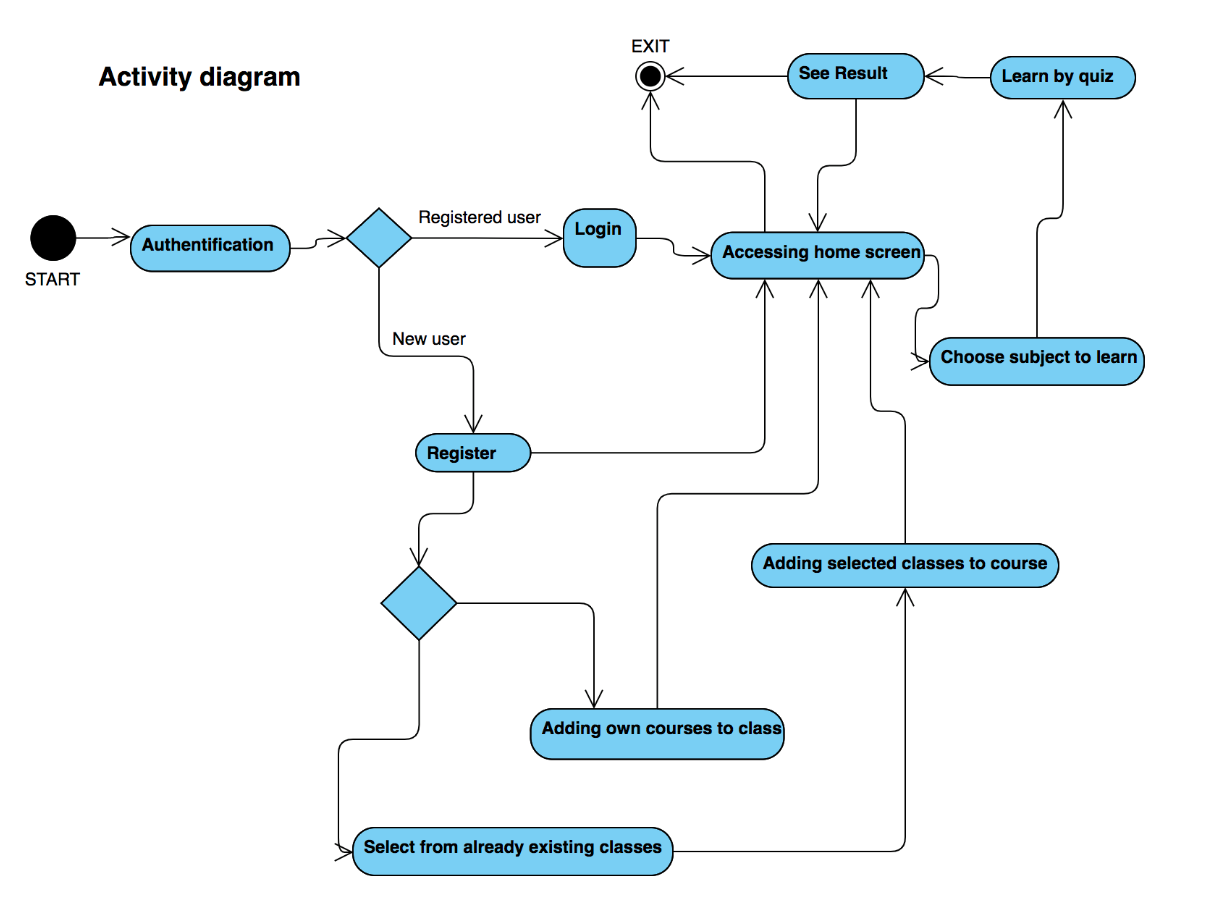 EXIT
Activity diagram
See Result
Learn by quiz
Registered user
Login
Authentification
START
Accessing home screen
New user
Choose subject to learn
Register
Adding selected classes to course
Adding own courses to class
Select from already existing classes